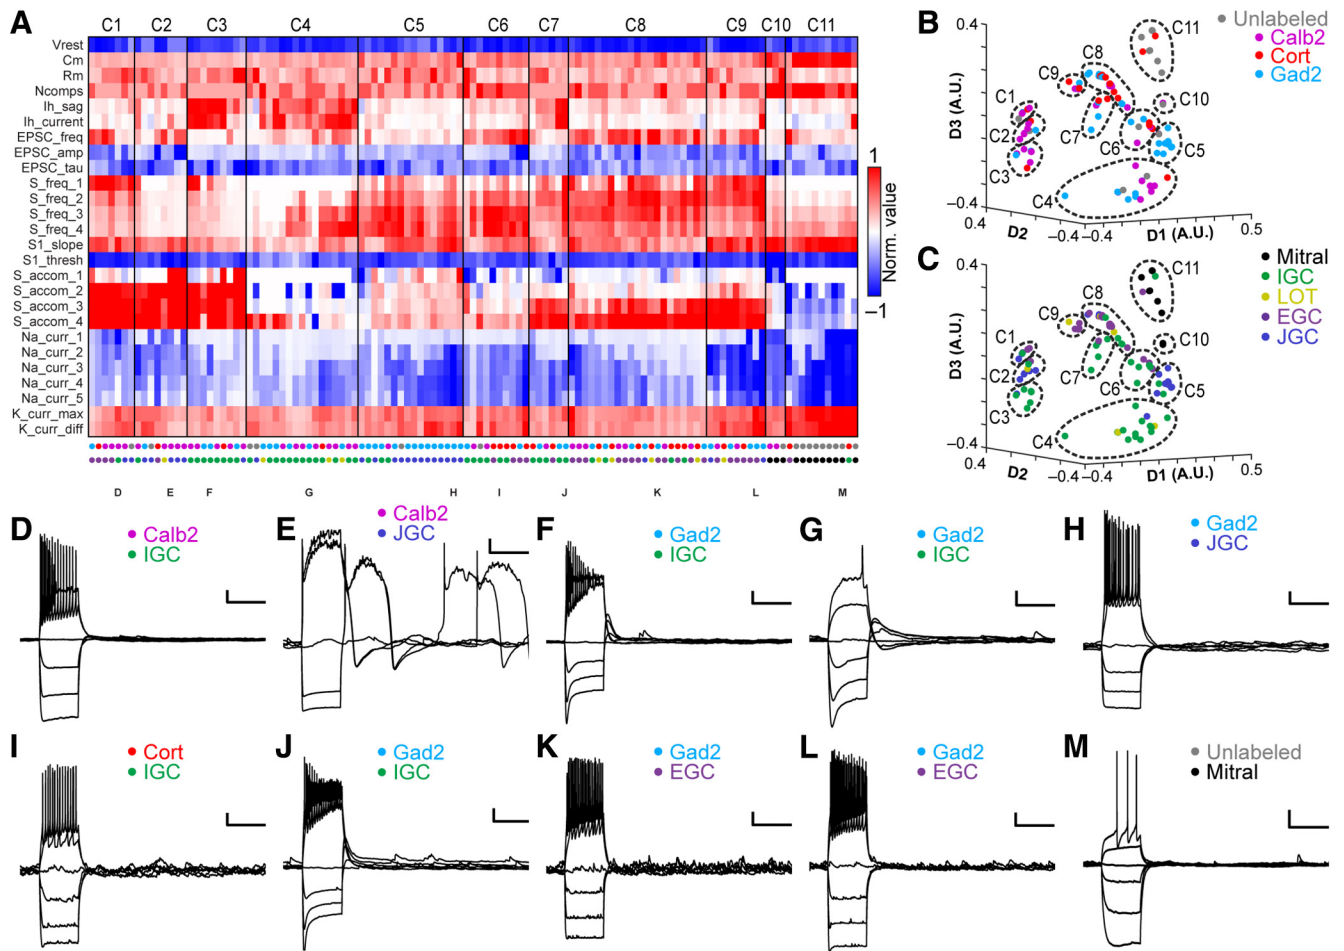 A
C1 C2 C3 C4 C5 C6 C7 C8 C9 C10 C11
Vrest
Cm
Rm
Ncomps
Ih_sag
Ih_current
EPSC_freq
EPSC_amp
EPSC_tau
S_freq_1
S_freq_2
S_freq_3
S_freq_4
S1_slope
S1_thresh
S_accom_1
S_accom_2
S_accom_3
S_accom_4
Na_curr_1
Na_curr_2
Na_curr_3
Na_curr_4
Na_curr_5
K_curr_max
K_curr_diff
1
Norm. value
−1
D E F G H I J K L M
B
0.4
D3 (A.U.)
−0.4
0.4
D2
−0.4
−0.4
D1 (A.U.)
0.5
C1
C2
C3
C4
C5
C6
C7
C8
C9
C10
C11
Unlabeled
Calb2
Cort
Gad2
C
0.4
D3 (A.U.)
−0.4
0.4
D2
−0.4
−0.4
D1 (A.U.)
0.5
C1
C2
C3
C4
C5
C6
C7
C8
C9
C10
C11
Mitral
IGC
LOT
EGC
JGC
D
Calb2
IGC
E
Calb2
JGC
F
Gad2
IGC
G
Gad2
IGC
H
Gad2
JGC
I
Cort
IGC
J
Gad2
IGC
K
Gad2
EGC
L
Gad2
EGC
M
Unlabeled
Mitral